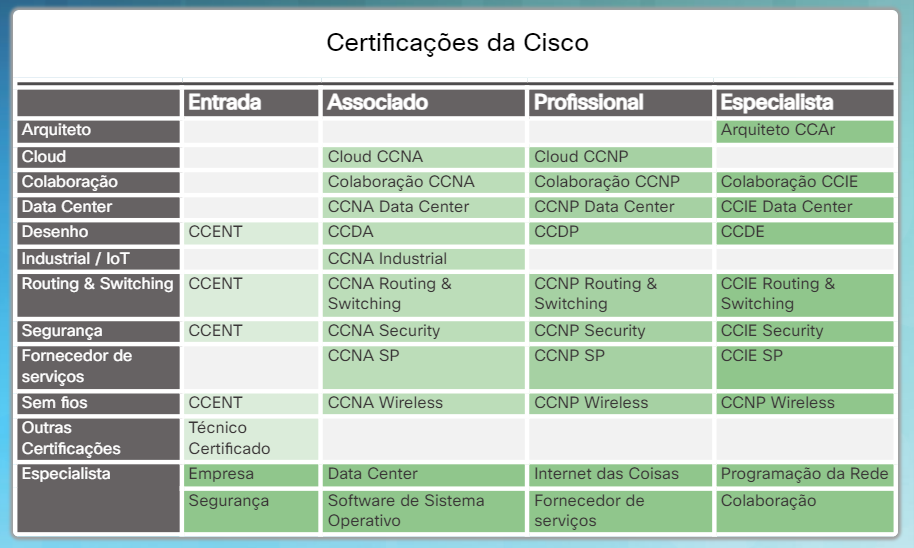 Certificações da Cisco
Entrada Associado Profissional Especialista
Arquiteto Arquiteto CCAr
Cloud Cloud CCNA Cloud CCNP
Colaboração Colaboração CCNA Colaboração CCNP Colaboração CCIE
Data Center CCNA Data Center CCNP Data Center CCIE Data Center
Desenho CCENT CCDA CCDP CCDE
Industrial / IoT CCNA Industrial
Routing & Switching CCENT CCNA Routing & CCNP Routing & CCIE Routing &
Switching Switching Switching
Segurança CCENT CCNA Security CCNP Security CCIE Security
Fornecedor de CCNA SP CCNP SP CCIE SP
serviços
Sem fios CCENT CCNA Wireless CCNP Wireless CCNP Wireless
Outras Técnico
Certificações Certificado
Especialista Empresa Data Center Internet das Coisas Programação da Rede
Segurança Software de Sistema Fornecedor de Colaboração
Operativo serviços